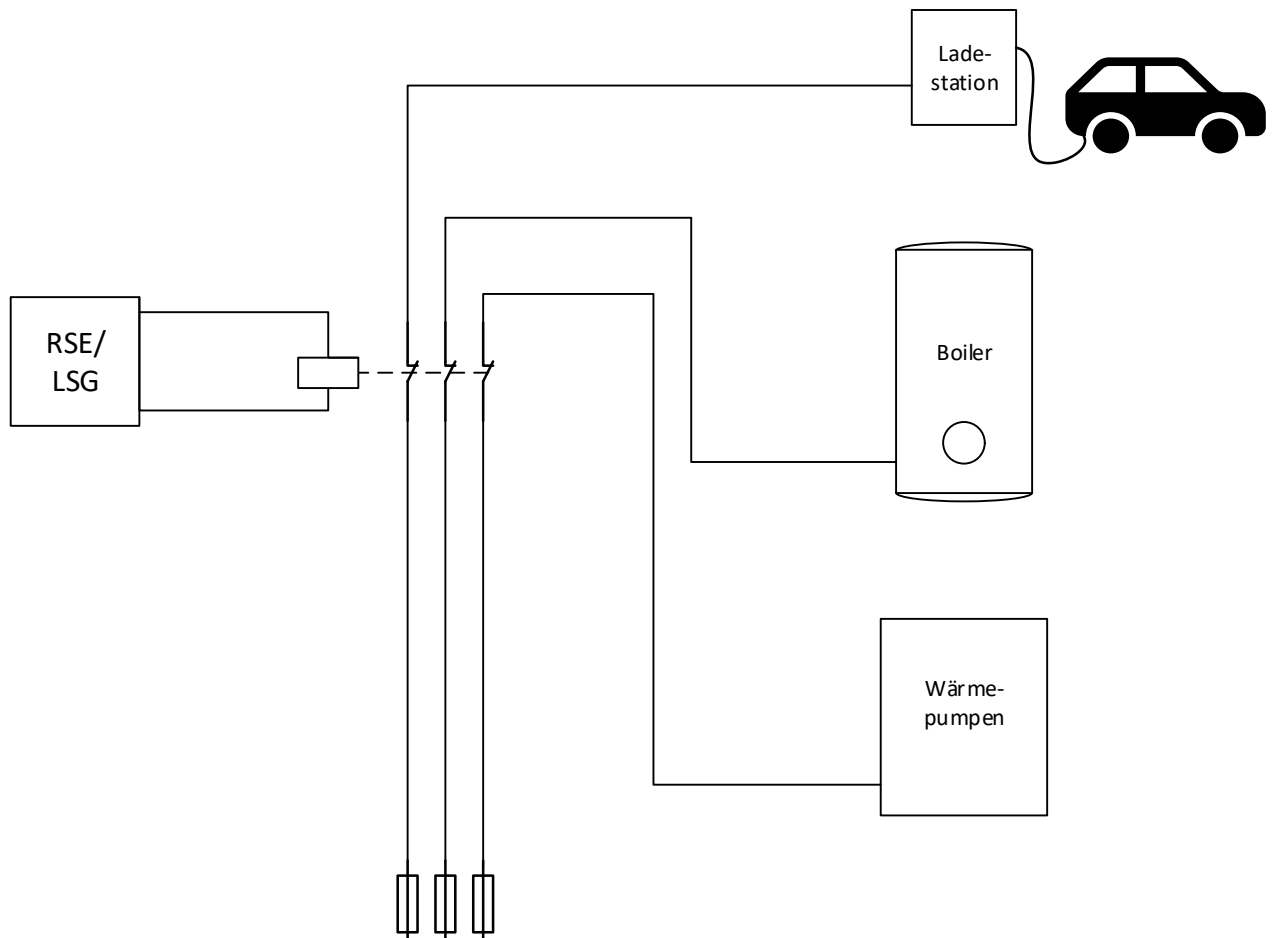 Lade-
station
RSE/
LSG
Boiler
Wärme-
pumpen